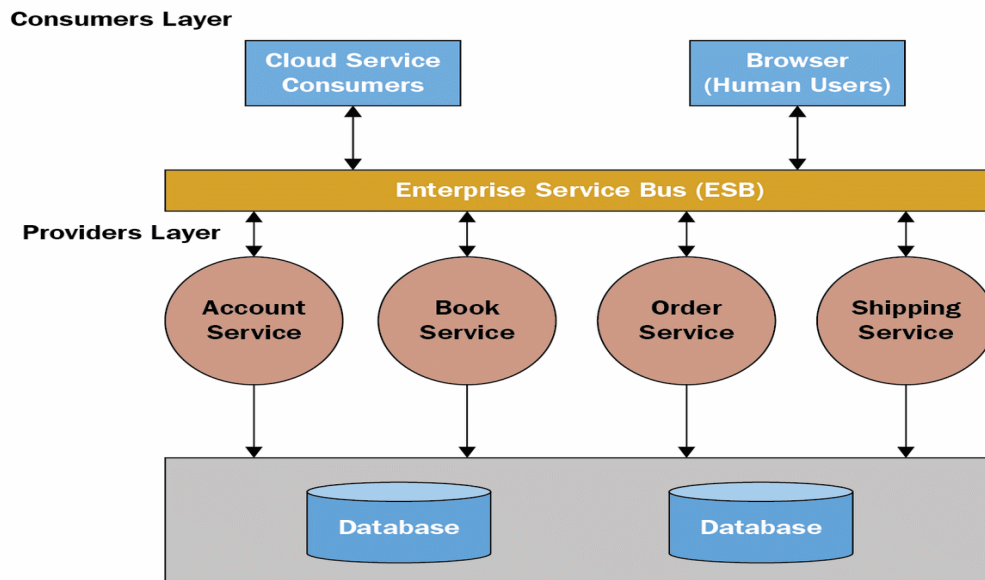 Consumers Layer
Cloud Service
Consumers
Browser
(Human Users)
Enterprise Service Bus (ESB)
Providers Layer
Account
Service
Book
Service
Order
Service
Shipping
Service
Database
Database